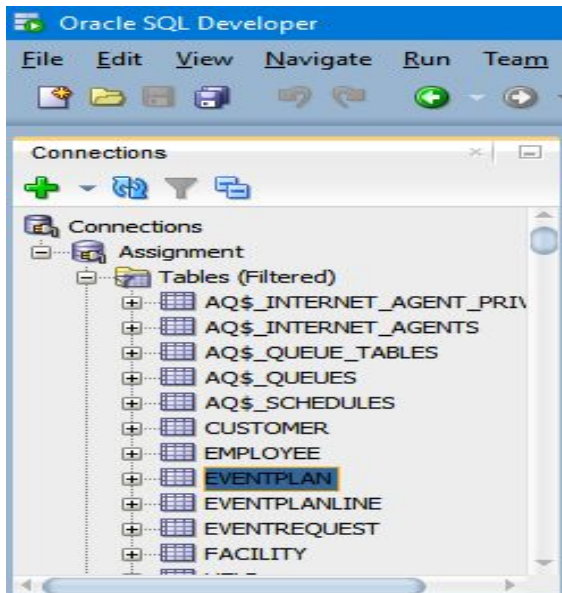 Oracle SQL Developer
File Edit View Navigate Run Team
Connections
Connections
Assignment
Tables (Filtered)
AQ$_INTERNET_AGENT_PRIV
AQ$_INTERNET_AGENTS
AQ$_QUEUE_TABLES
AQ$_QUEUES
AQ$_SCHEDULES
CUSTOMER
EMPLOYEE
EVENTPLAN
EVENTPLANLINE
EVENTREQUEST
FACILITY